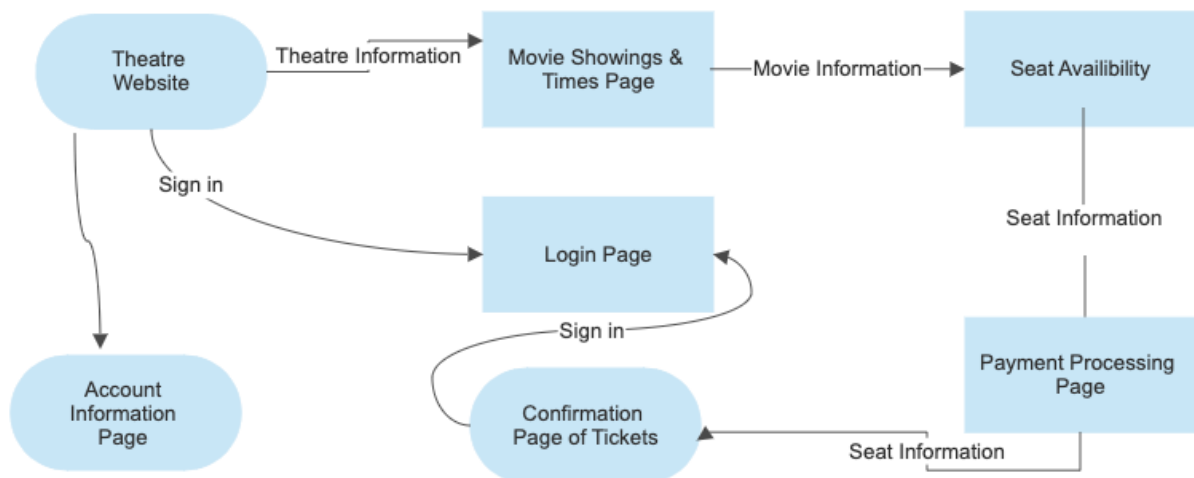 Theatre
Website
Theatre Information
Movie Showings &
Times Page
Movie Information
Seat Availibility
Sign in
Login Page
Seat Information
Sign in
Account
Information
Page
Confirmation
Page of Tickets
Seat Information
Payment Processing
Page